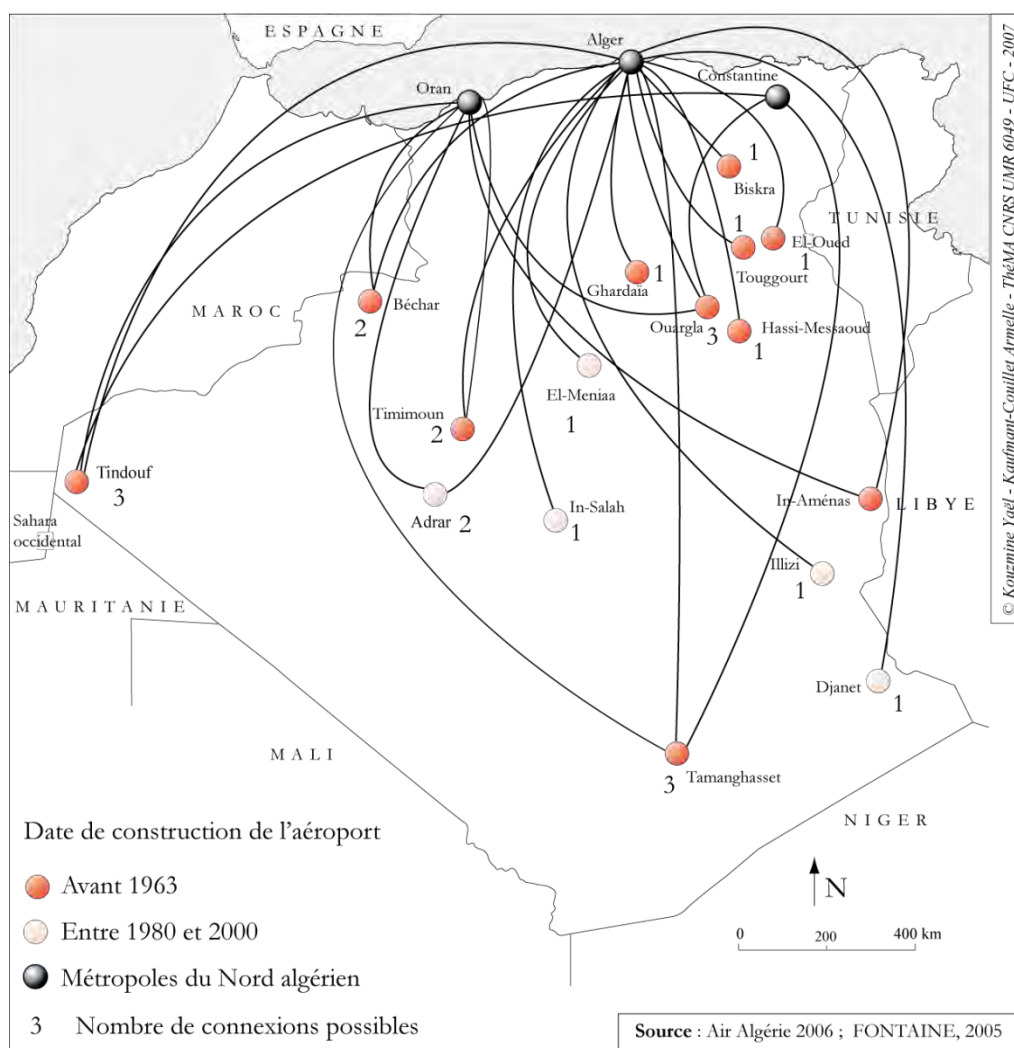 ESPAGNE
Alger
Constantine
Oran
1
Biskra
TUNISIE
1
El-Oued
1
Touggourt
Ghardaïa
1
MAROC
Béchar
2
Ouargla
3
Hassi-Messaoud
1
El-Meniaa
1
Timimoun
2
Tindouf
3
Adrar
2
In-Salah
1
In-Aménas
LIBYE
Sahara
occidental
Illizi
1
MAURITANIE
Djanet
1
MALI
3
Tamanghasset
NIGER
Date de construction de l'aéroport
Avant 1963
Entre 1980 et 2000
Métropoles du Nord algérien
3 Nombre de connexions possibles
N
0 200 400 km
Source : Air Algérie 2006 ; FONTAINE, 2005
© Kouzmine Yaël - Kaufmant-Couillet Armelle - ThéMA CNRS UMR 6049 - UFC - 2007